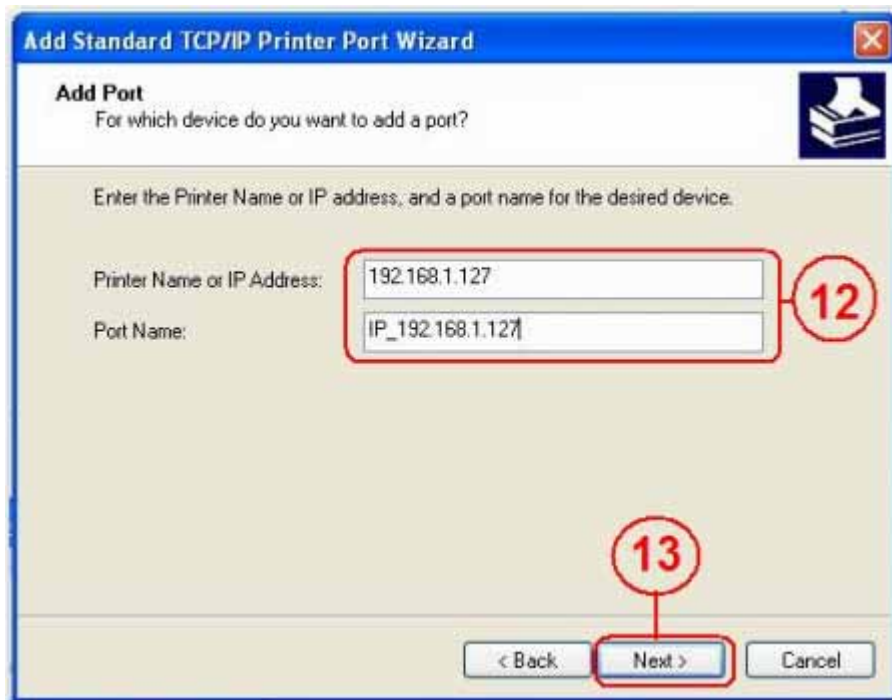 Add Standard TCP/IP Printer Port Wizard
Add Port
For which device do you want to add a port?
Enter the Printer Name or IP address, and a port name for the desired device.
Printer Name or IP Address: 192.168.1.127
12
Port Name: IP_192.168.1.127
13
< Back Next > Cancel